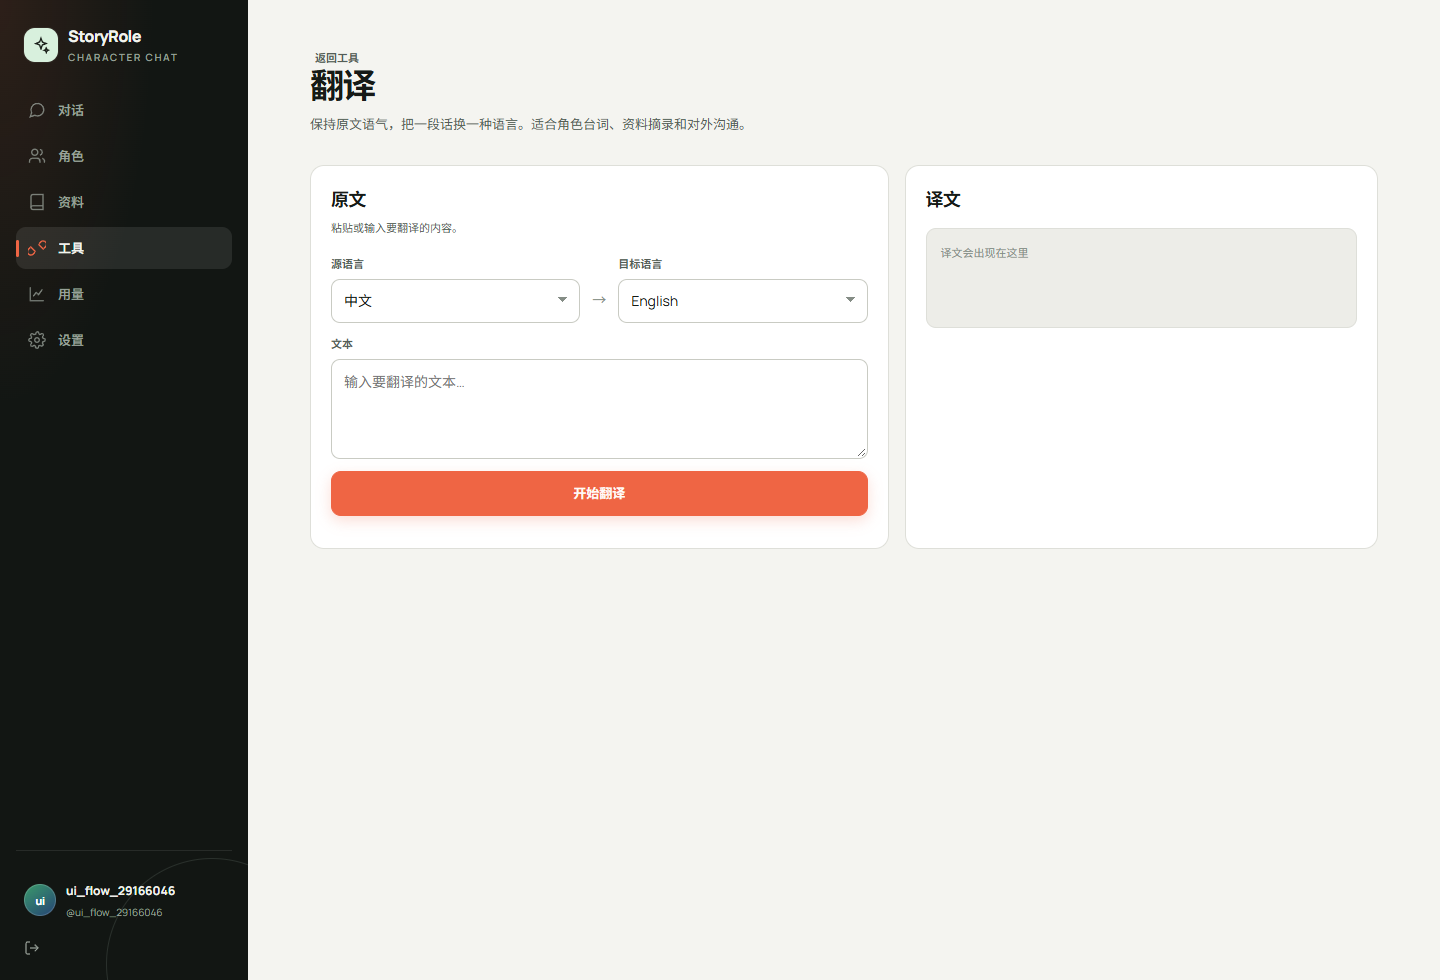 StoryRole
CHARACTER CHAT
对话
角色
资料
工具
用量
设置
ui
ui_flow_29166046
@ui_flow_29166046
返回工具
翻译
保持原文语气，把一段话换一种语言。适合角色台词、资料摘录和对外沟通。
原文
粘贴或输入要翻译的内容。
源语言
目标语言
中文
→
English
文本
输入要翻译的文本...
开始翻译
译文
译文会出现在这里